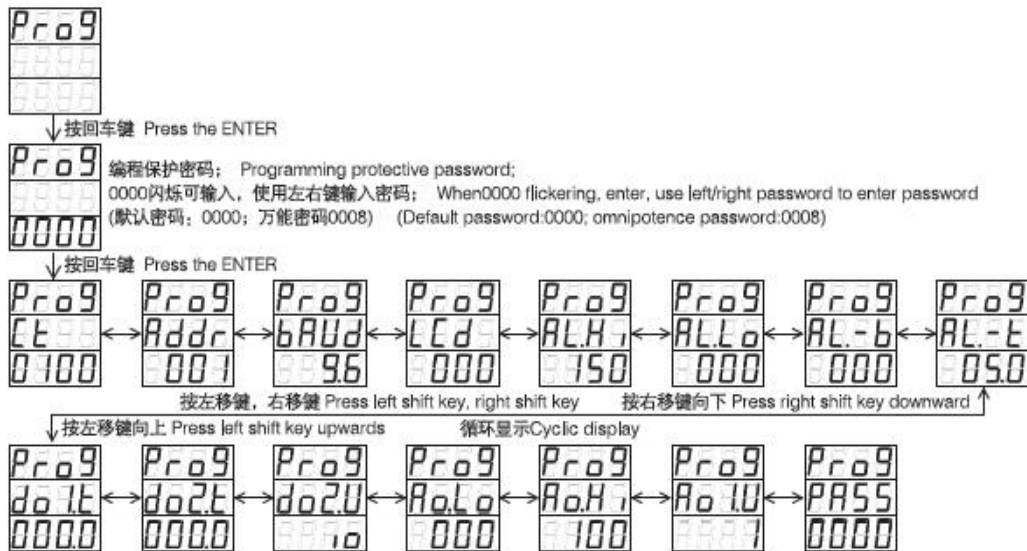 Prog
按回车键 Press the ENTER
Prog
编程保护密码； Programming protective password;
0000闪烁可输入，使用左右键输入密码； When0000 flickering, enter, use left/right password to enter password
0000 (默认密码：0000；万能密码0008) (Default password:0000; omnipotence password:0008)
按回车键 Press the ENTER
Prog Prog Prog Prog Prog Prog Prog Prog
Ct Addr bAUd LCd AL.Hi AL.Lo AL.-b AL.t
0100 001 9.6 000 150 000 000 05.0
按左移键，右移键 Press left shift key, right shift key 按右移键向下 Press right shift key downward
按左移键向上 Press left shift key upwards 循环显示Cyclic display
Prog Prog Prog Prog Prog Prog Prog
do1.t do2.t do2.U Ao.Lo Ao.Hi Ao1.U PASS
000.0 000.0 io 000 100 1 0000